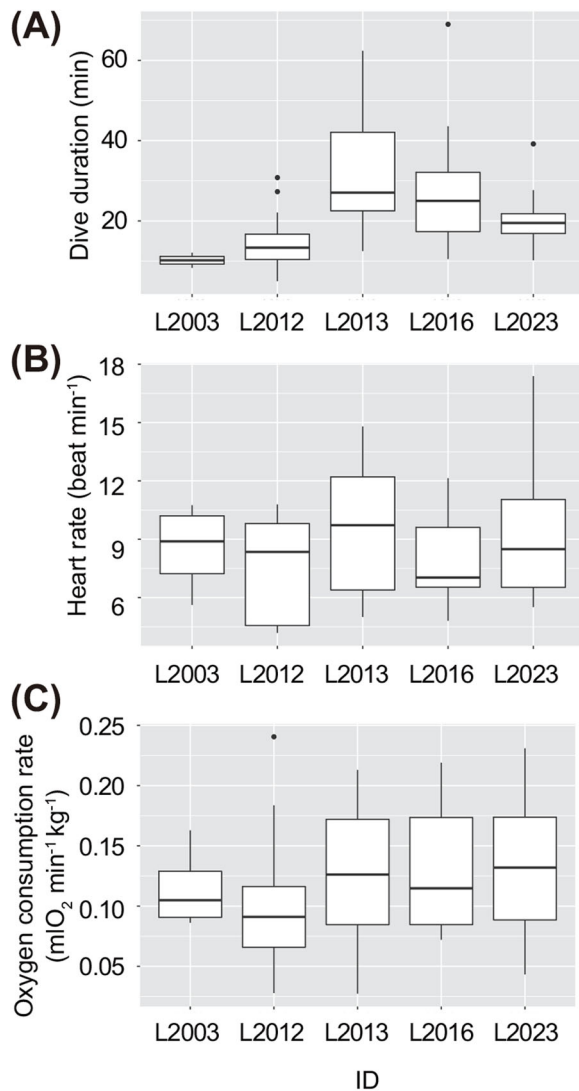 (A)
Dive duration (min)
60
40
20
L2003 L2012 L2013 L2016 L2023
(B)
Heart rate (beat min⁻¹)
18
15
12
9
6
L2003 L2012 L2013 L2016 L2023
(C)
Oxygen consumption rate
(mlO₂ min⁻¹kg⁻¹)
0.25
0.20
0.15
0.10
0.05
L2003 L2012 L2013 L2016 L2023
ID